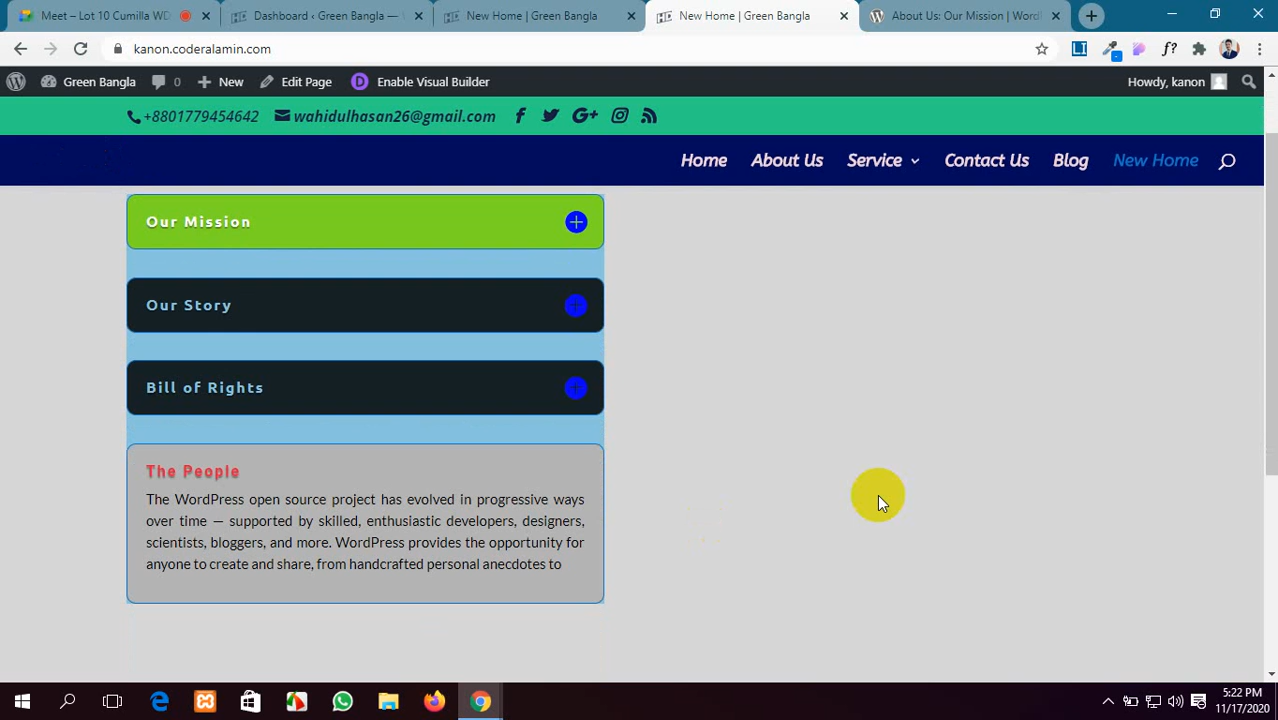 Meet – Lot 10 Cumilla WD
Dashboard ‹ Green Bangla —
New Home | Green Bangla
New Home | Green Bangla
About Us: Our Mission | Word
kanon.coderalamin.com
Green Bangla
0
New
Edit Page
D
Enable Visual Builder
Howdy, kanon
+8801779454642
wahidulhasan26@gmail.com
Home
About Us
Service
Contact Us
Blog
New Home
Our Mission
Our Story
Bill of Rights
The People
The WordPress open source project has evolved in progressive ways
over time — supported by skilled, enthusiastic developers, designers,
scientists, bloggers, and more. WordPress provides the opportunity for
anyone to create and share, from handcrafted personal anecdotes to
5:22 PM
11/17/2020